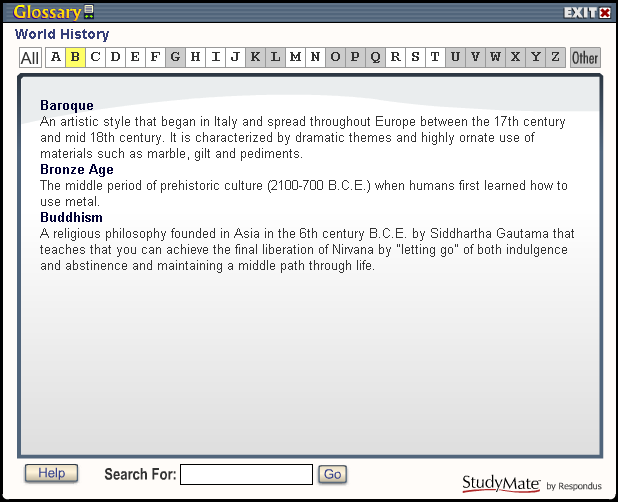 Glossary
EXIT
World History
All A B C D E F G H I J K L M N O P Q R S T U V W X Y Z Other
Baroque
An artistic style that began in Italy and spread throughout Europe between the 17th century
and mid 18th century. It is characterized by dramatic themes and highly ornate use of
materials such as marble, gilt and pediments.
Bronze Age
The middle period of prehistoric culture (2100-700 B.C.E.) when humans first learned how to
use metal.
Buddhism
A religious philosophy founded in Asia in the 6th century B.C.E. by Siddhartha Gautama that
teaches that you can achieve the final liberation of Nirvana by "letting go" of both indulgence
and abstinence and maintaining a middle path through life.
Help Search For: Go
StudyMate by Respondus